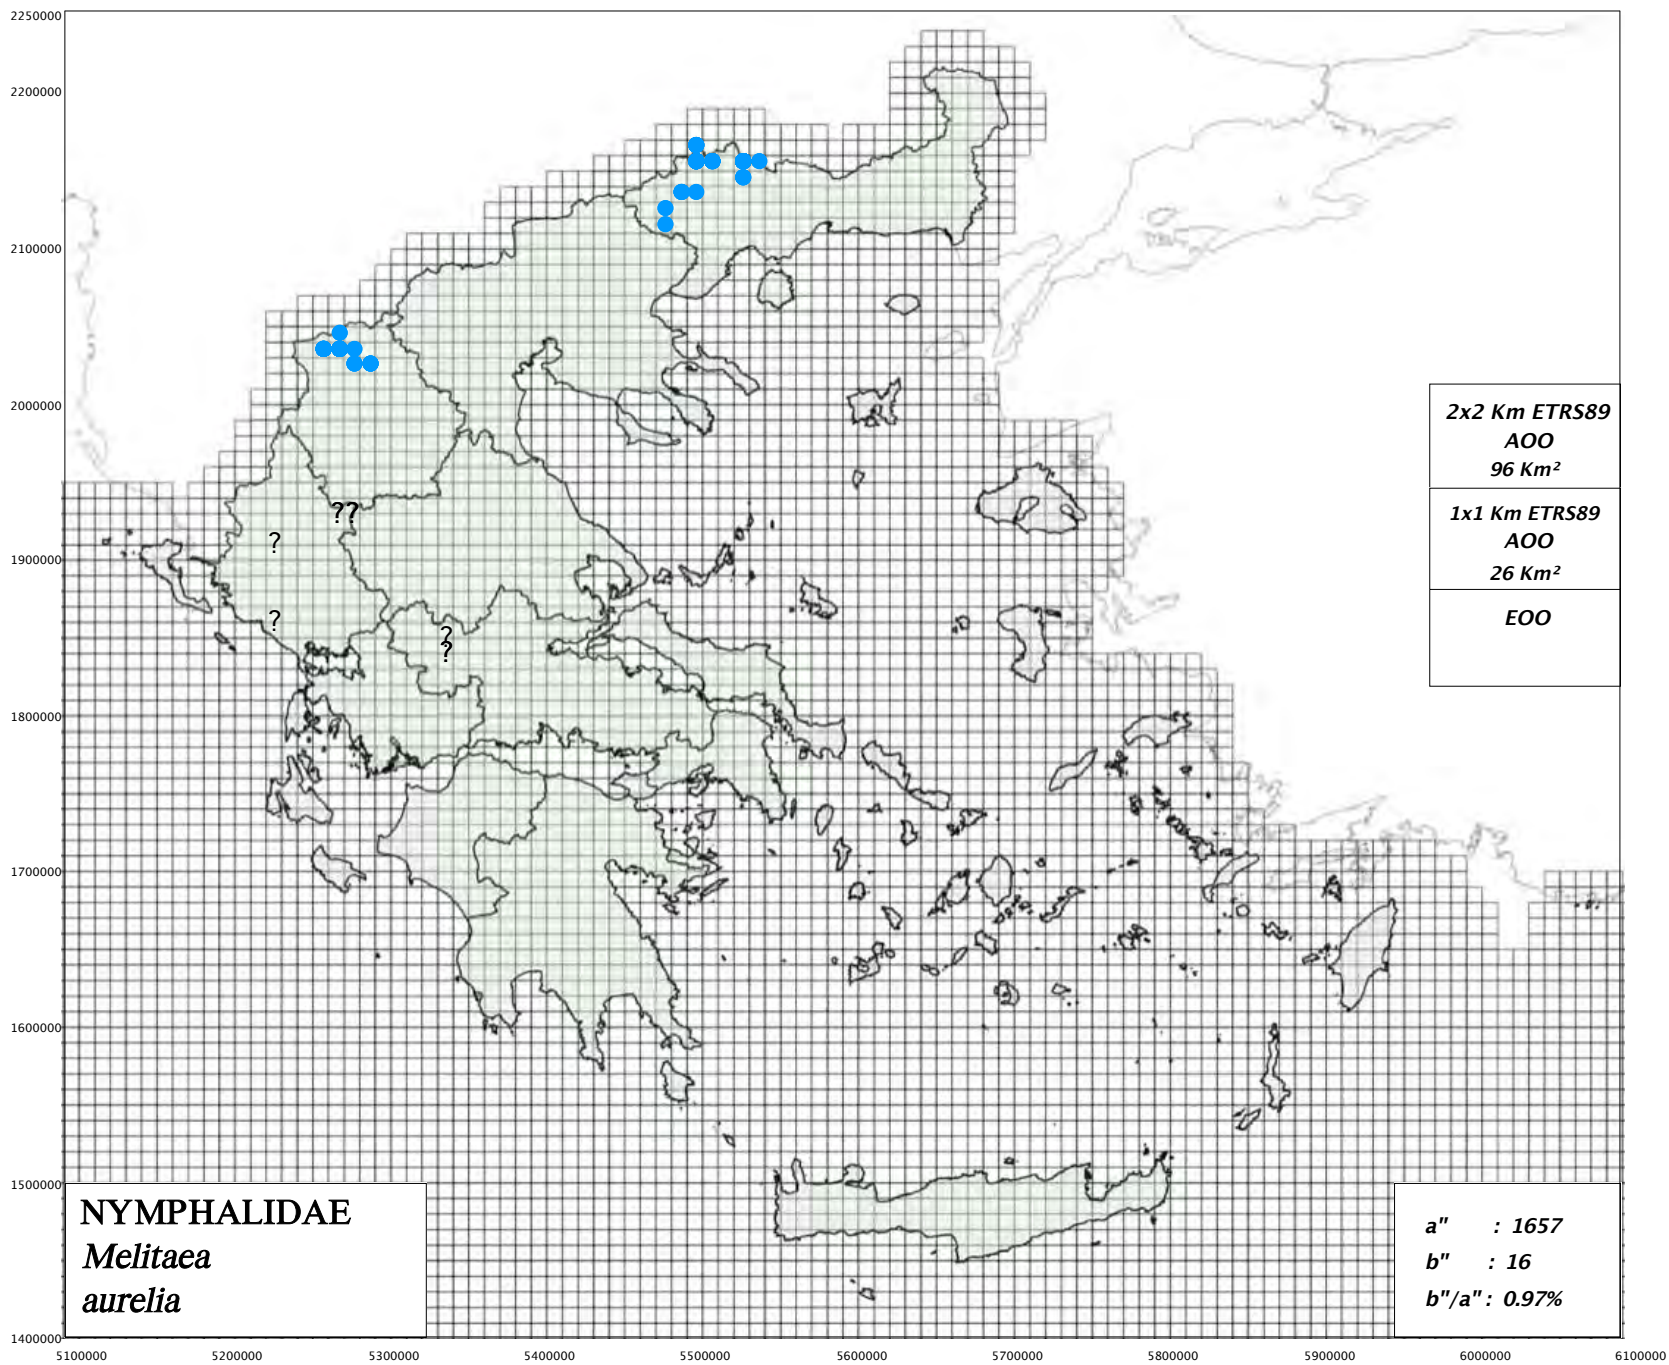 2250000
2200000
2100000
2000000
1900000
1800000
1700000
1600000
1500000
1400000
??
?
?
?
?
2x2 Km ETRS89
AOO
96 Km²
1x1 Km ETRS89
AOO
26 Km²
EOO
NYMPHALIDAE
Melitaea
aurelia
a" : 1657
b" : 16
b"/a" : 0.97%
5100000 5200000 5300000 5400000 5500000 5600000 5700000 5800000 5900000 6000000 6100000